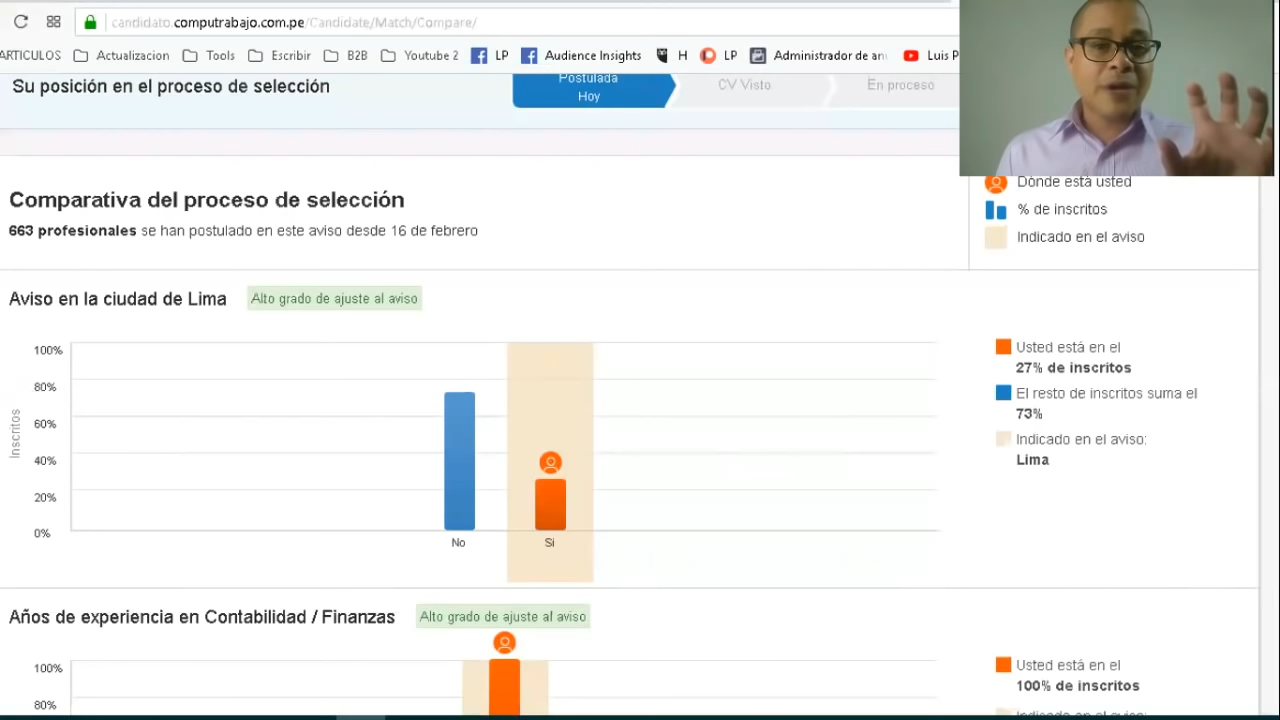 candidato.computrabajo.com.pe/Candidate/Match/Compare/
ARTICULOS Actualizacion Tools Escribir B2B Youtube 2 LP Audience Insights H LP Administrador de an Luis P
Su posición en el proceso de selección
Postulada
Hoy
CV Visto
En proceso
Comparativa del proceso de selección
663 profesionales se han postulado en este aviso desde 16 de febrero
Dónde está usted
% de inscritos
Indicado en el aviso
Aviso en la ciudad de Lima
Alto grado de ajuste al aviso
100%
80%
60%
40%
20%
0%
Inscritos
No
Si
Usted está en el
27% de inscritos
El resto de inscritos suma el
73%
Indicado en el aviso:
Lima
Años de experiencia en Contabilidad / Finanzas
Alto grado de ajuste al aviso
100%
80%
Usted está en el
100% de inscritos
Indicado en el aviso: